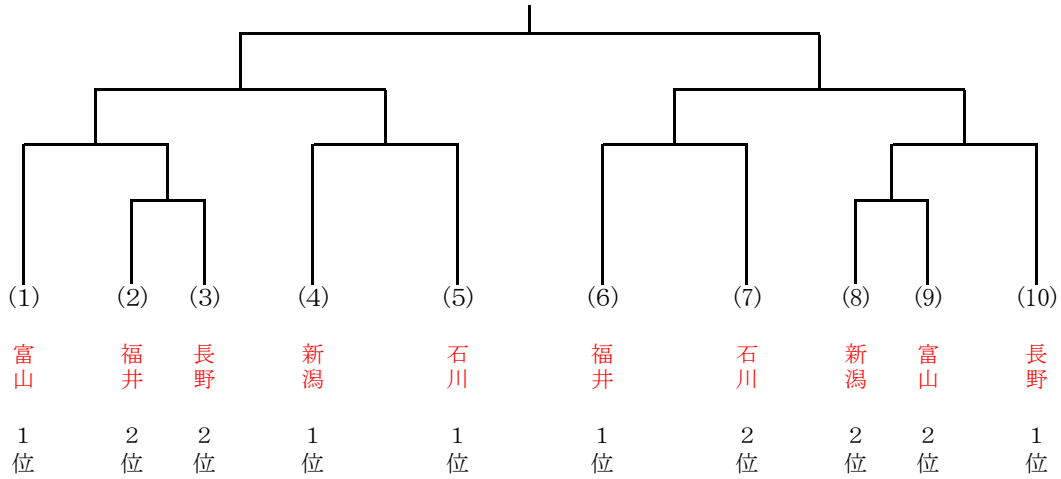 (1) (2) (3) (4) (5) (6) (7) (8) (9) (10)
富山 福井 長野 新潟 石川 福井 石川 新潟 富山 長野
1位 2位 2位 1位 1位 1位 2位 2位 2位 1位